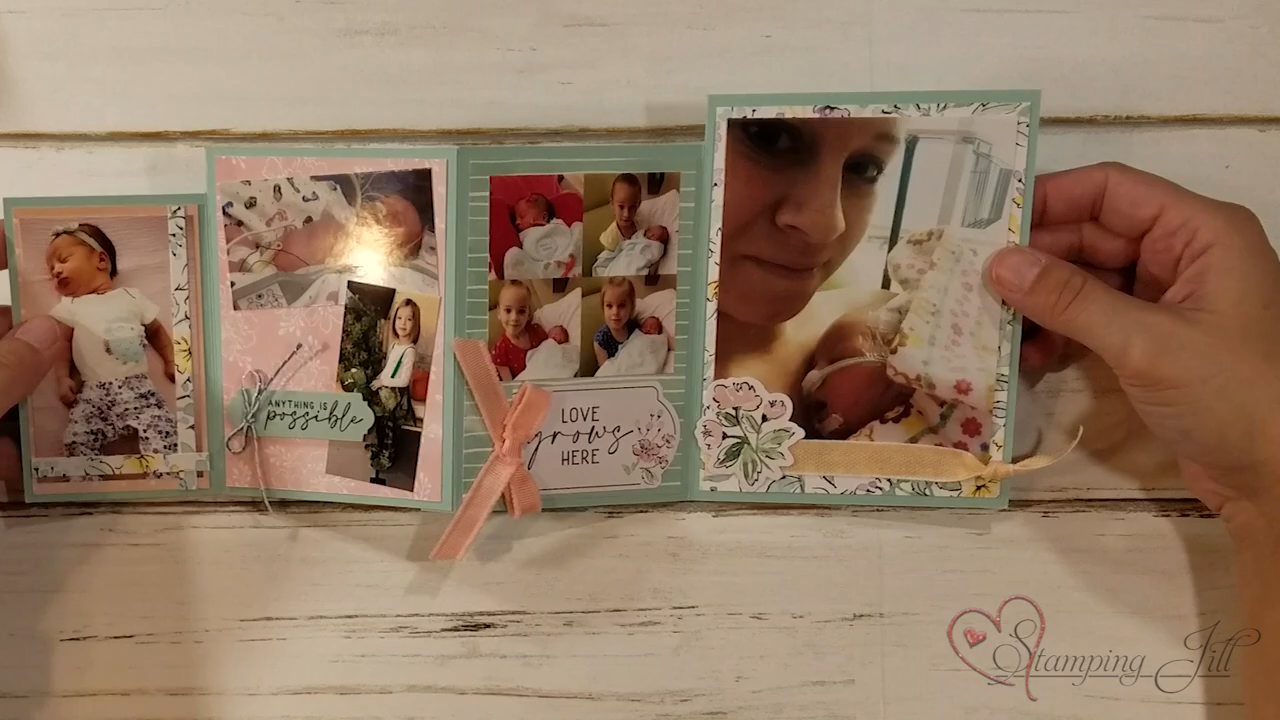 ANYTHING IS
possible
LOVE
grows
HERE
Stamping Jill